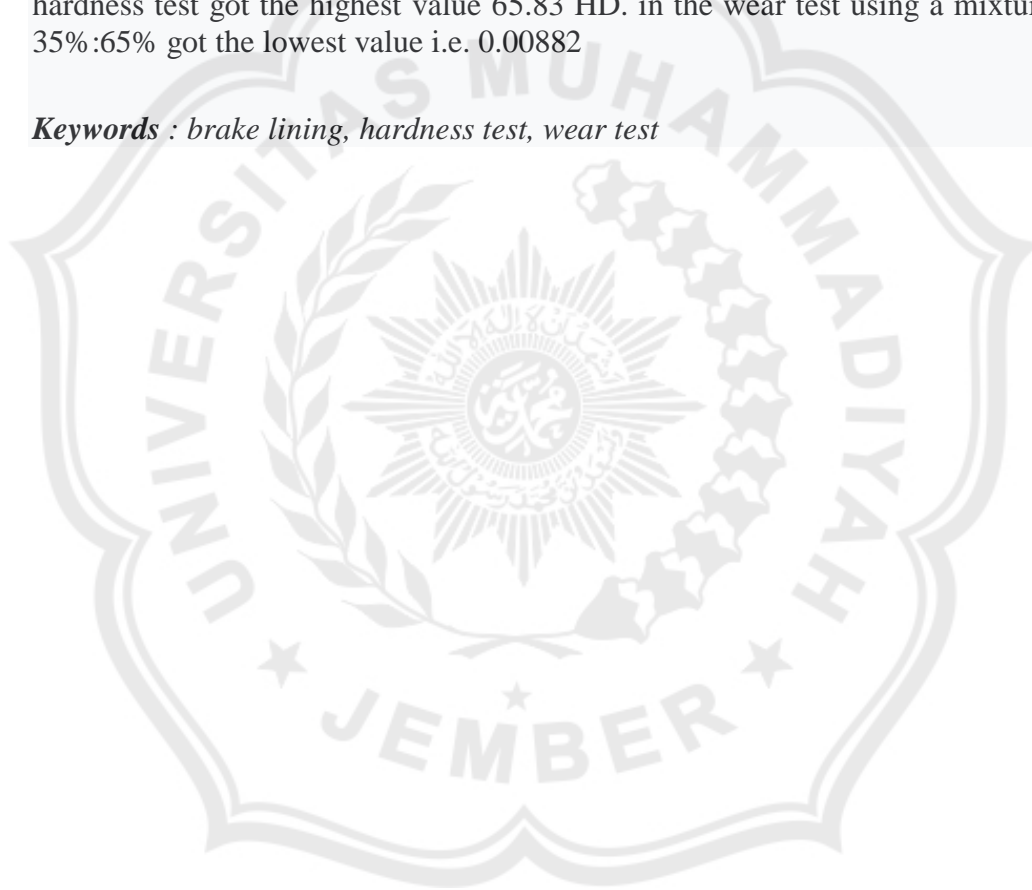 hardness test got the highest value 65.83 HD. in the wear test using a mixtur
35%:65% got the lowest value i.e. 0.00882
Keywords : brake lining, hardness test, wear test
UNIVERSITAS MUHAMMADIYAH
JEMBER